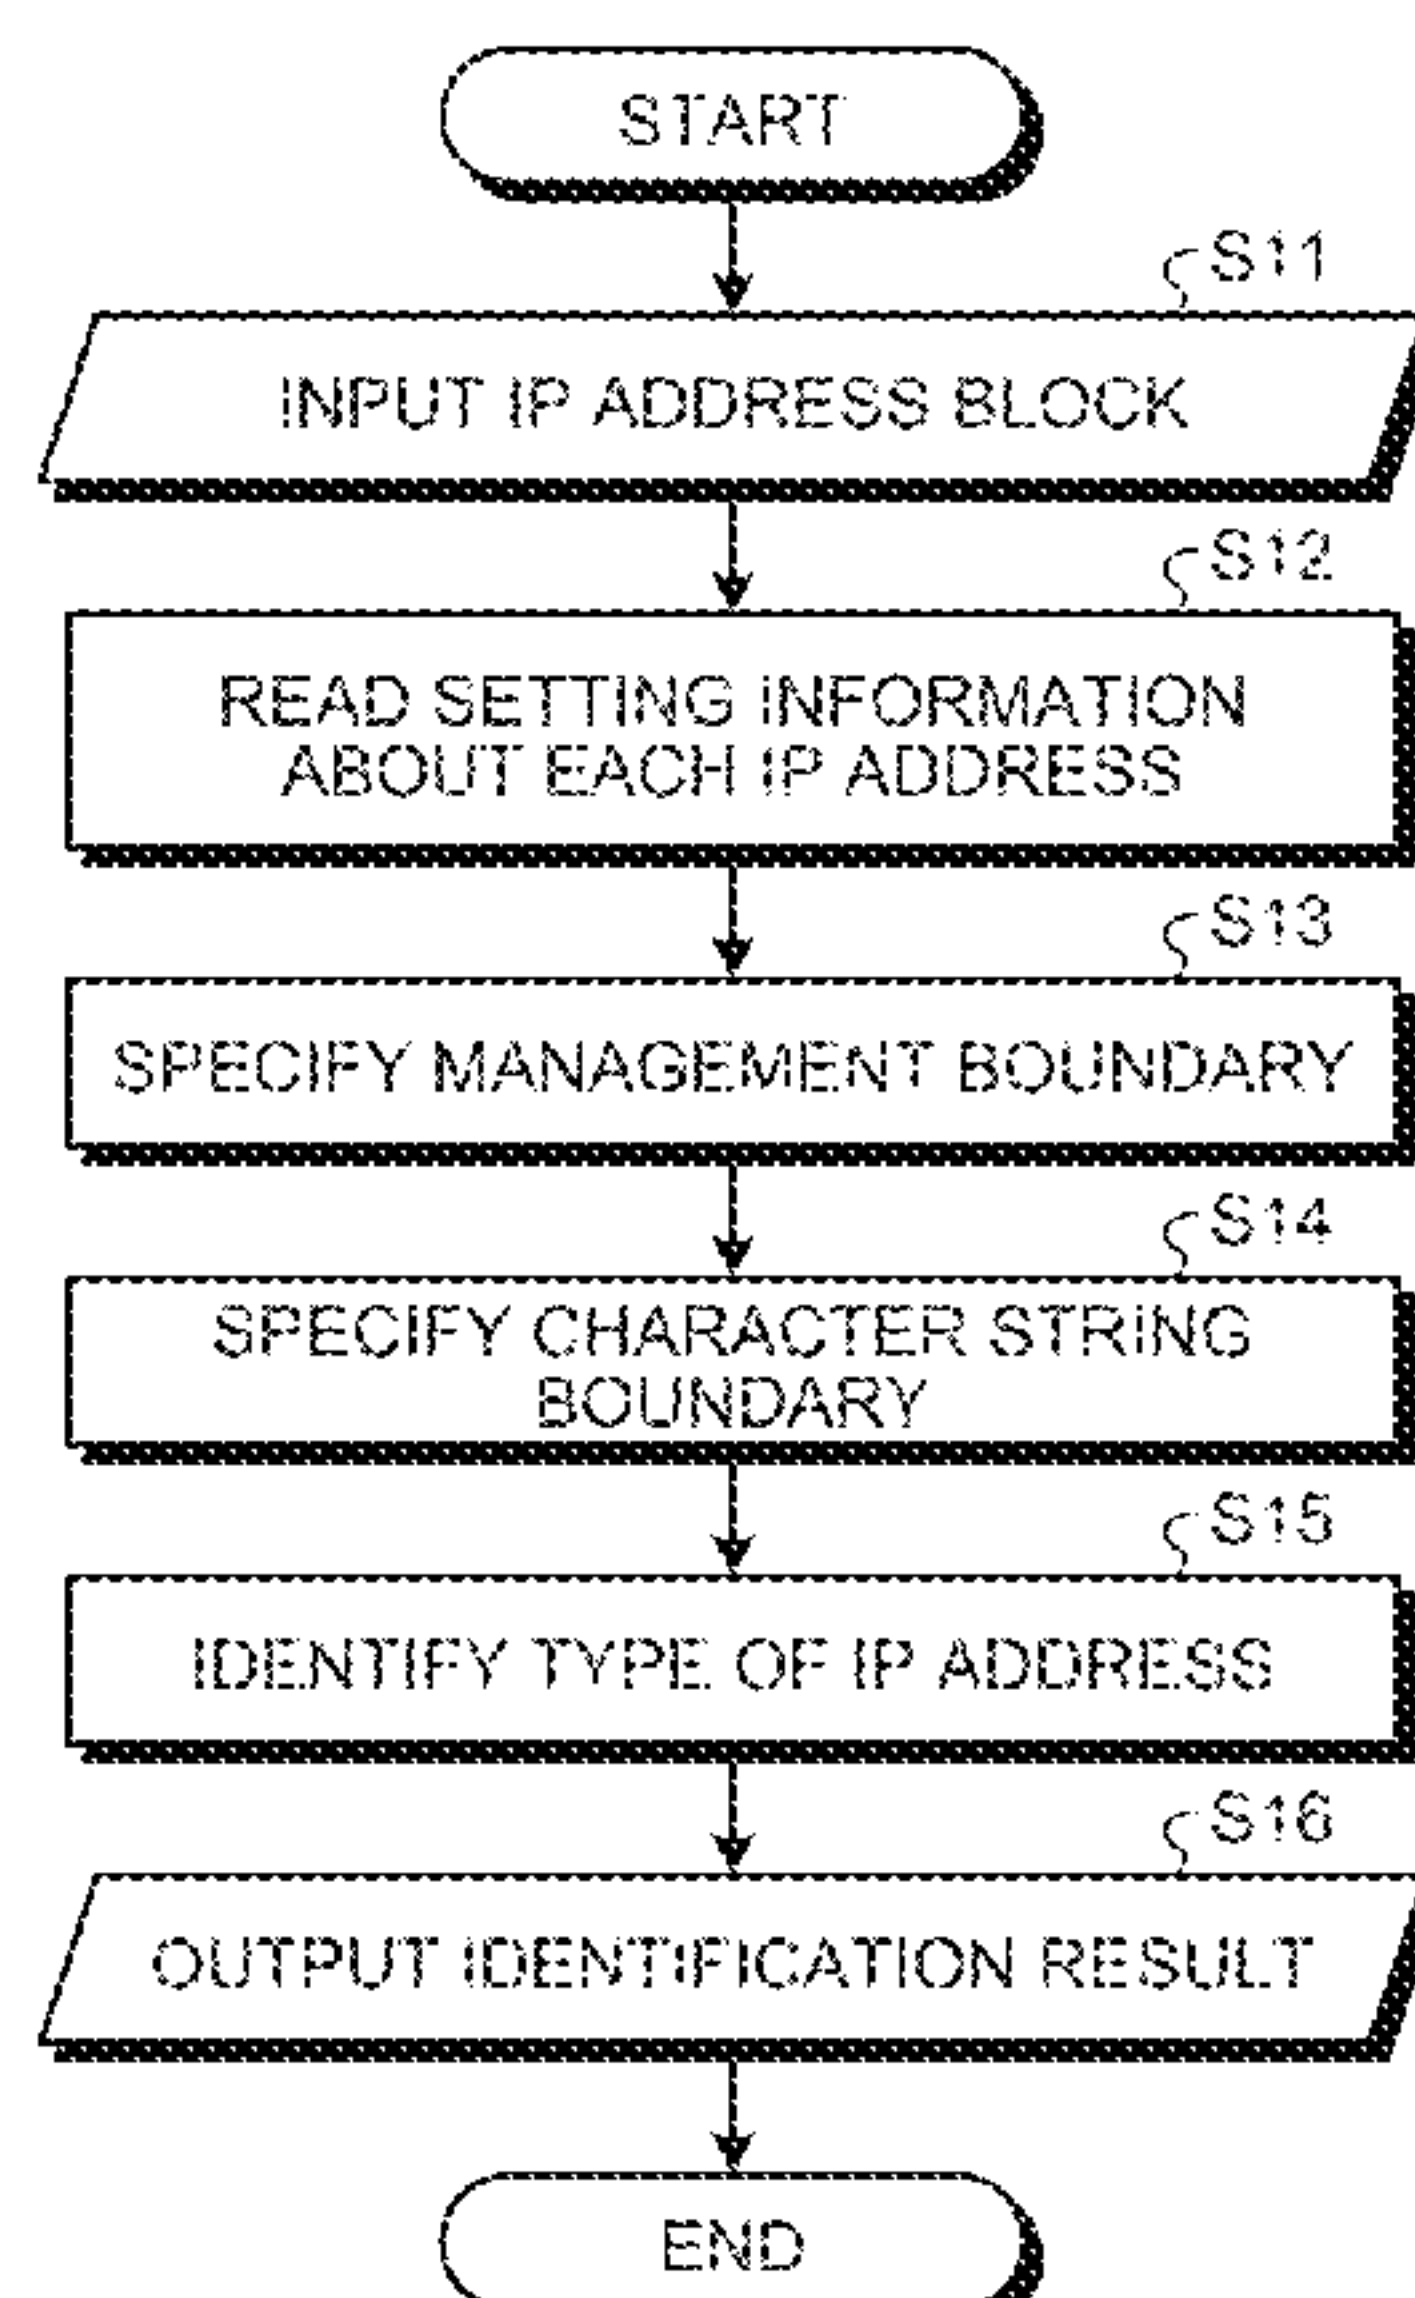 START
S11
INPUT IP ADDRESS BLOCK
S12
READ SETTING INFORMATION
ABOUT EACH IP ADDRESS
S13
SPECIFY MANAGEMENT BOUNDARY
S14
SPECIFY CHARACTER STRING
BOUNDARY
S15
IDENTIFY TYPE OF IP ADDRESS
S16
OUTPUT IDENTIFICATION RESULT
END